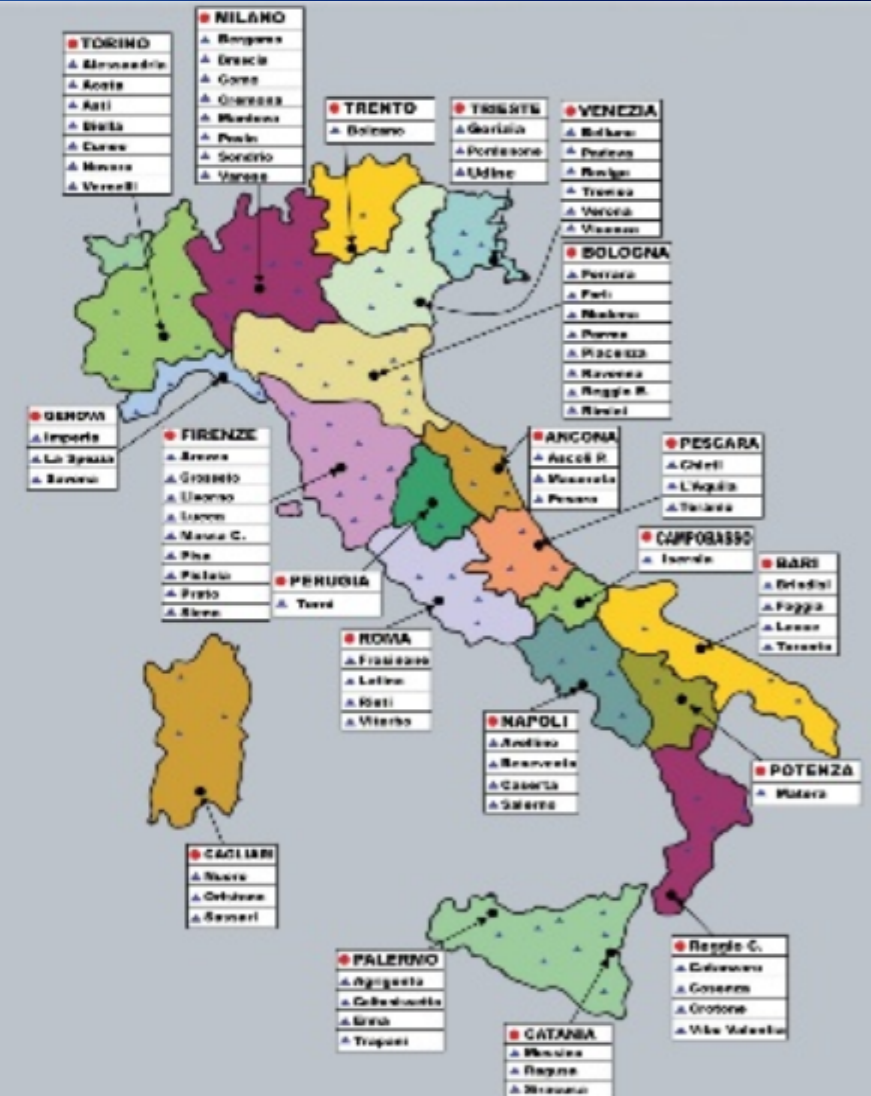 MILANO
Bergamo
Brescia
Como
Cremona
Mantova
Pavia
Sondrio
Varese
TORINO
Alessandria
Aosta
Asti
Biella
Cuneo
Novara
Vercelli
TRENTO
Bolzano
TRIESTE
Gorizia
Pordenone
Udine
VENEZIA
Belluno
Padova
Rovigo
Treviso
Verona
Vicenza
BOLOGNA
Ferrara
Forlì
Modena
Parma
Piacenza
Ravenna
Reggio E.
Rimini
GENOVA
Imperia
La Spezia
Savona
FIRENZE
Arezzo
Grosseto
Livorno
Lucca
Massa C.
Pisa
Pistoia
Prato
Siena
ANCONA
Ascoli P.
Macerata
Pesaro
PESCARA
Chieti
L'Aquila
Teramo
CAMPOBASSO
Isernia
BARI
Brindisi
Foggia
Lecce
Taranto
PERUGIA
Terni
ROMA
Frosinone
Latina
Rieti
Viterbo
NAPOLI
Avellino
Benevento
Caserta
Salerno
POTENZA
Matera
CAGLIARI
Nuoro
Oristano
Sassari
PALERMO
Agrigento
Caltanissetta
Enna
Trapani
Reggio C.
Catanzaro
Cosenza
Crotone
Vibo Valentia
CATANIA
Messina
Ragusa
Siracusa